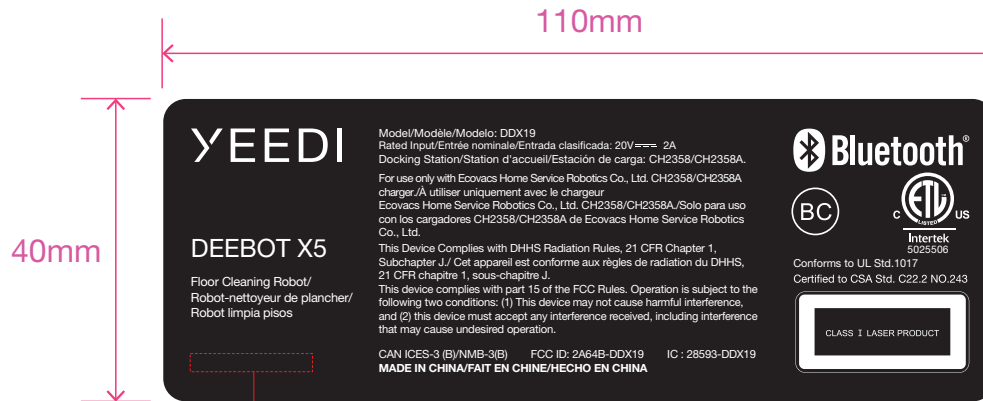 110mm
40mm
YEEDI
DEEBOT X5
Floor Cleaning Robot/
Robot-nettoyeur de plancher/
Robot limpia pisos
Model/Modèle/Modelo: DDX19
Rated Input/Entrée nominale/Entrada clasificada: 20V⎓ 2A
Docking Station/Station d'accueil/Estación de carga: CH2358/CH2358A.
For use only with Ecovacs Home Service Robotics Co., Ltd. CH2358/CH2358A
charger./À utiliser uniquement avec le chargeur
Ecovacs Home Service Robotics Co., Ltd. CH2358/CH2358A./Solo para uso
con los cargadores CH2358/CH2358A de Ecovacs Home Service Robotics
Co., Ltd.
This Device Complies with DHHS Radiation Rules, 21 CFR Chapter 1,
Subchapter J./ Cet appareil est conforme aux règles de radiation du DHHS,
21 CFR chapitre 1, sous-chapitre J.
This device complies with part 15 of the FCC Rules. Operation is subject to the
following two conditions: (1) This device may not cause harmful interference,
and (2) this device must accept any interference received, including interference
that may cause undesired operation.
CAN ICES-3 (B)/NMB-3(B) FCC ID: 2A64B-DDX19 IC : 28593-DDX19
MADE IN CHINA/FAIT EN CHINE/HECHO EN CHINA
Bluetooth®
BC
C ETL US
LISTED
Intertek
5025506
Conforms to UL Std.1017
Certified to CSA Std. C22.2 NO.243
CLASS I LASER PRODUCT